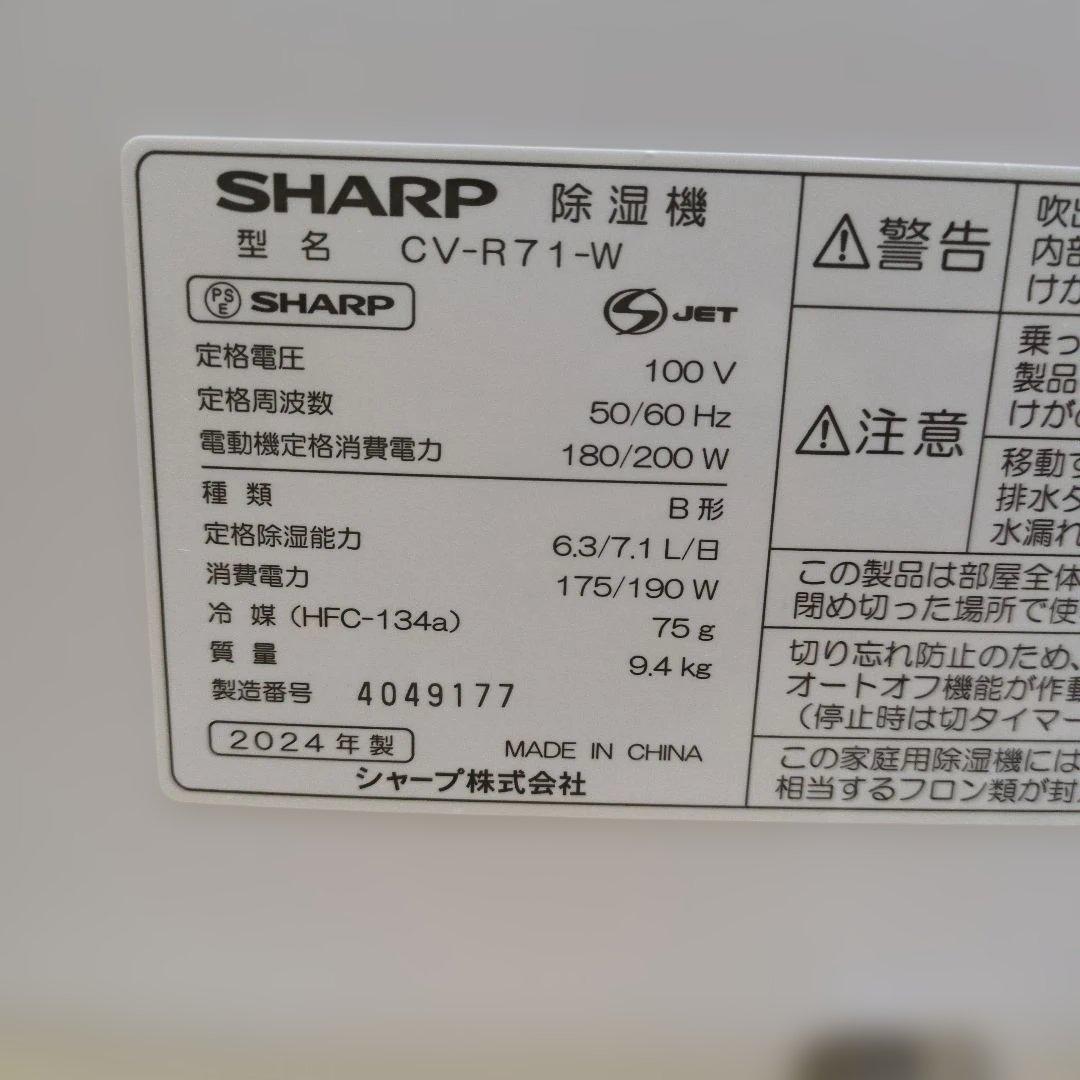 SHARP 除湿機
型名 CV-R71-W
PSE SHARP
S JET
定格電圧 100 V
定格周波数 50/60 Hz
電動機定格消費電力 180/200 W
種類 B形
定格除湿能力 6.3/7.1 L/日
消費電力 175/190 W
冷媒(HFC-134a) 75 g
質量 9.4 kg
製造番号 4049177
2024年製 MADE IN CHINA
シャープ株式会社
警告
吹出
内部
けが
注意
乗っ
製品
けがの
移動す
排水タ
水漏れ
この製品は部屋全体
閉め切った場所で使
切り忘れ防止のため、
オートオフ機能が作動
(停止時は切タイマー
この家庭用除湿機には
相当するフロン類が封